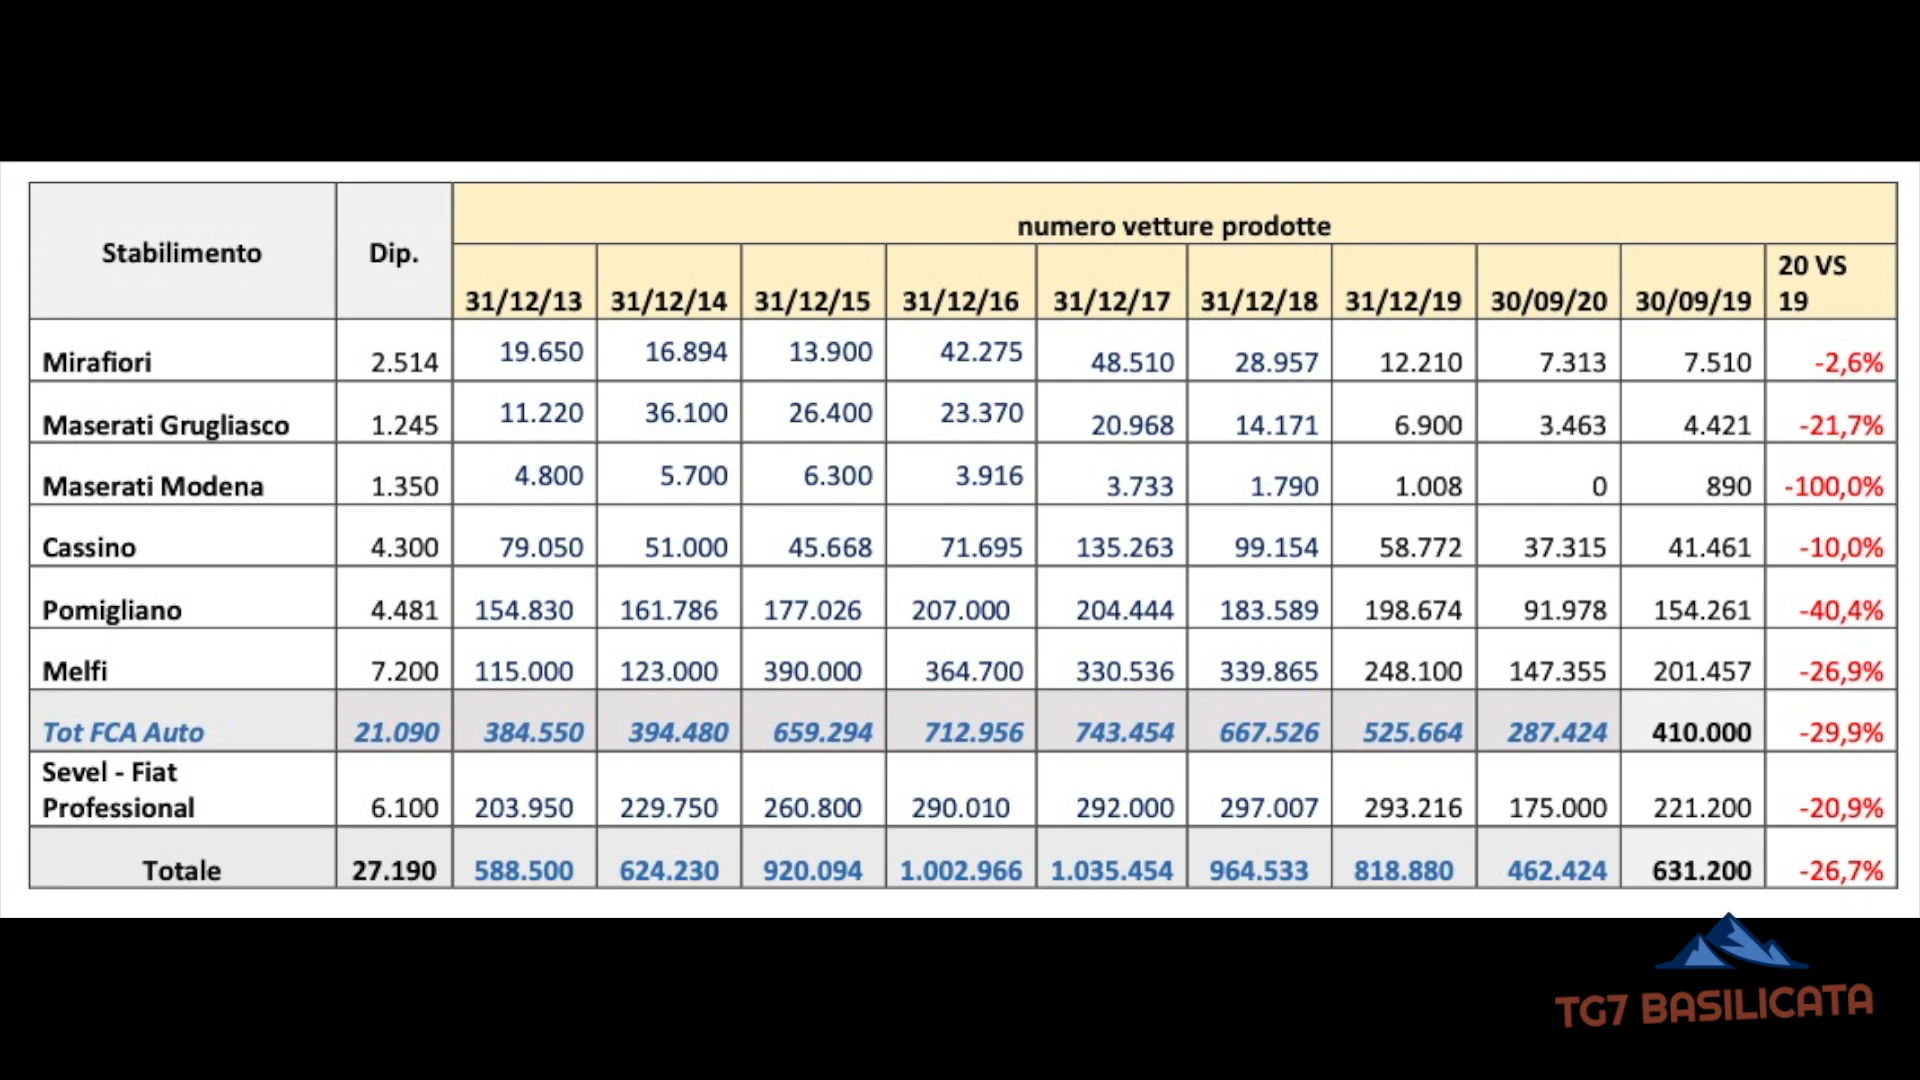 numero vetture prodotte
Stabilimento Dip. 31/12/13 31/12/14 31/12/15 31/12/16 31/12/17 31/12/18 31/12/19 30/09/20 30/09/19 20 VS
19
Mirafiori 2.514 19.650 16.894 13.900 42.275 48.510 28.957 12.210 7.313 7.510 -2,6%
Maserati Grugliasco 1.245 11.220 36.100 26.400 23.370 20.968 14.171 6.900 3.463 4.421 -21,7%
Maserati Modena 1.350 4.800 5.700 6.300 3.916 3.733 1.790 1.008 0 890 -100,0%
Cassino 4.300 79.050 51.000 45.668 71.695 135.263 99.154 58.772 37.315 41.461 -10,0%
Pomigliano 4.481 154.830 161.786 177.026 207.000 204.444 183.589 198.674 91.978 154.261 -40,4%
Melfi 7.200 115.000 123.000 390.000 364.700 330.536 339.865 248.100 147.355 201.457 -26,9%
Tot FCA Auto 21.090 384.550 394.480 659.294 712.956 743.454 667.526 525.664 287.424 410.000 -29,9%
Sevel - Fiat
Professional 6.100 203.950 229.750 260.800 290.010 292.000 297.007 293.216 175.000 221.200 -20,9%
Totale 27.190 588.500 624.230 920.094 1.002.966 1.035.454 964.533 818.880 462.424 631.200 -26,7%
TG7 BASILICATA